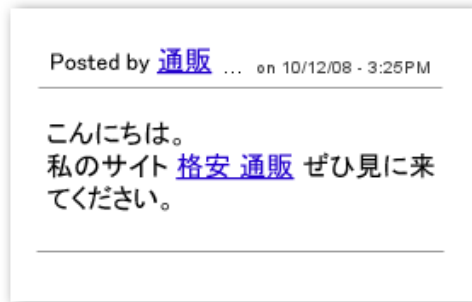 Posted by 通販 ... on 10/12/08 - 3:25PM
こんにちは。
私のサイト 格安 通販 ぜひ見に来
てください。